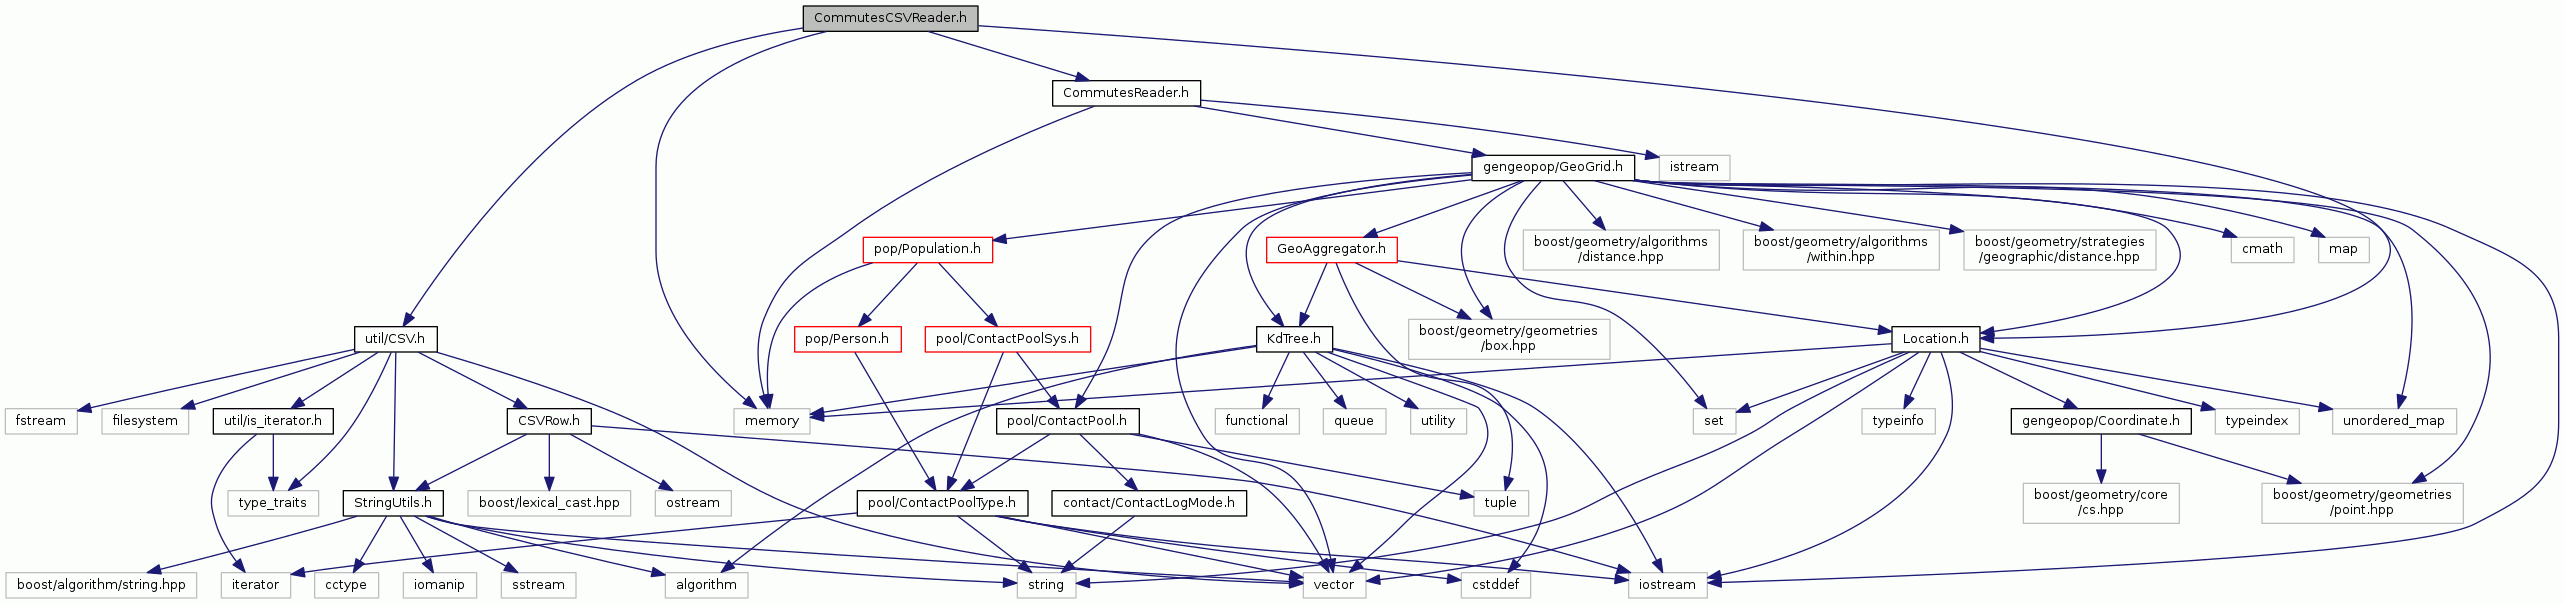 CommutesCSVReader.h
CommutesReader.h
gengeopop/GeoGrid.h
istream
pop/Population.h
GeoAggregator.h
boost/geometry/algorithms
/distance.hpp
boost/geometry/algorithms
/within.hpp
boost/geometry/strategies
/geographic/distance.hpp
cmath
map
util/CSV.h
pop/Person.h
pool/ContactPoolSys.h
KdTree.h
boost/geometry/geometries
/box.hpp
Location.h
fstream
filesystem
util/is_iterator.h
CSVRow.h
memory
pool/ContactPool.h
functional
queue
utility
set
typeinfo
gengeopop/Coordinate.h
typeindex
unordered_map
type_traits
StringUtils.h
boost/lexical_cast.hpp
ostream
pool/ContactPoolType.h
contact/ContactLogMode.h
tuple
boost/geometry/core
/cs.hpp
boost/geometry/geometries
/point.hpp
boost/algorithm/string.hpp
iterator
cctype
iomanip
sstream
algorithm
string
vector
cstddef
iostream